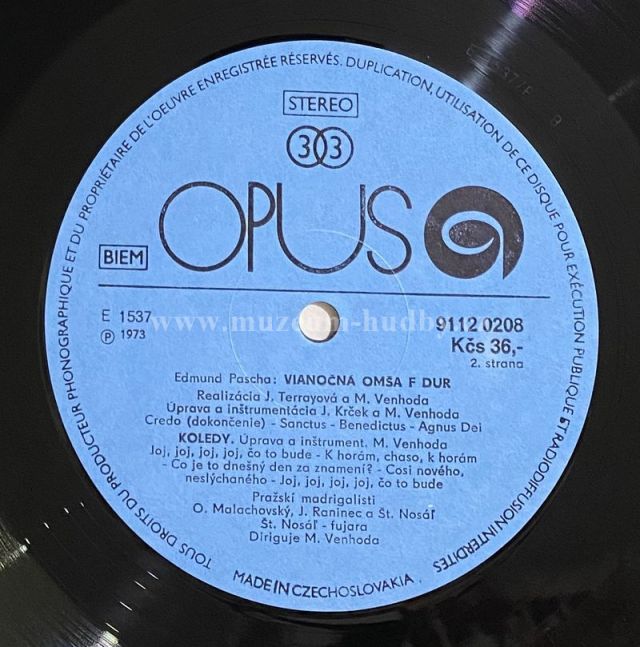 TOUS DROITS DU PRODUCTEUR PHONOGRAPHIQUE ET DU PROPRIÉTAIRE DE L'OEUVRE ENREGISTRÉE RÉSERVÉS. DUPLICATION, UTILISATION DE CE DISQUE POUR EXÉCUTION PUBLIQUE ET RADIODIFFUSION INTERDITES
STEREO
33
OPUS
BIEM
E 1537
℗ 1973
www.muzeum-hudby
9112 0208
Kčs 36,-
2. strana
Edmund Pascha: VIANOČNÁ OMŠA F DUR
Realizácia J. Terrayová a M. Venhoda
Úprava a inštrumentácia J. Krček a M. Venhoda
Credo (dokončenie) - Sanctus - Benedictus - Agnus Dei
KOLEDY. Úprava a inštrument. M. Venhoda
Joj, joj, joj, joj, čo to bude - K horám, chaso, k horám
- Čo je to dnešný den za znamení? - Cosi nového,
neslýchaného - Joj, joj, joj, joj, čo to bude
Pražskí madrigalisti
O. Malachovský, J. Raninec a Št. Nosáľ
Št. Nosáľ - fujara
Diriguje M. Venhoda
MADE IN CZECHOSLOVAKIA